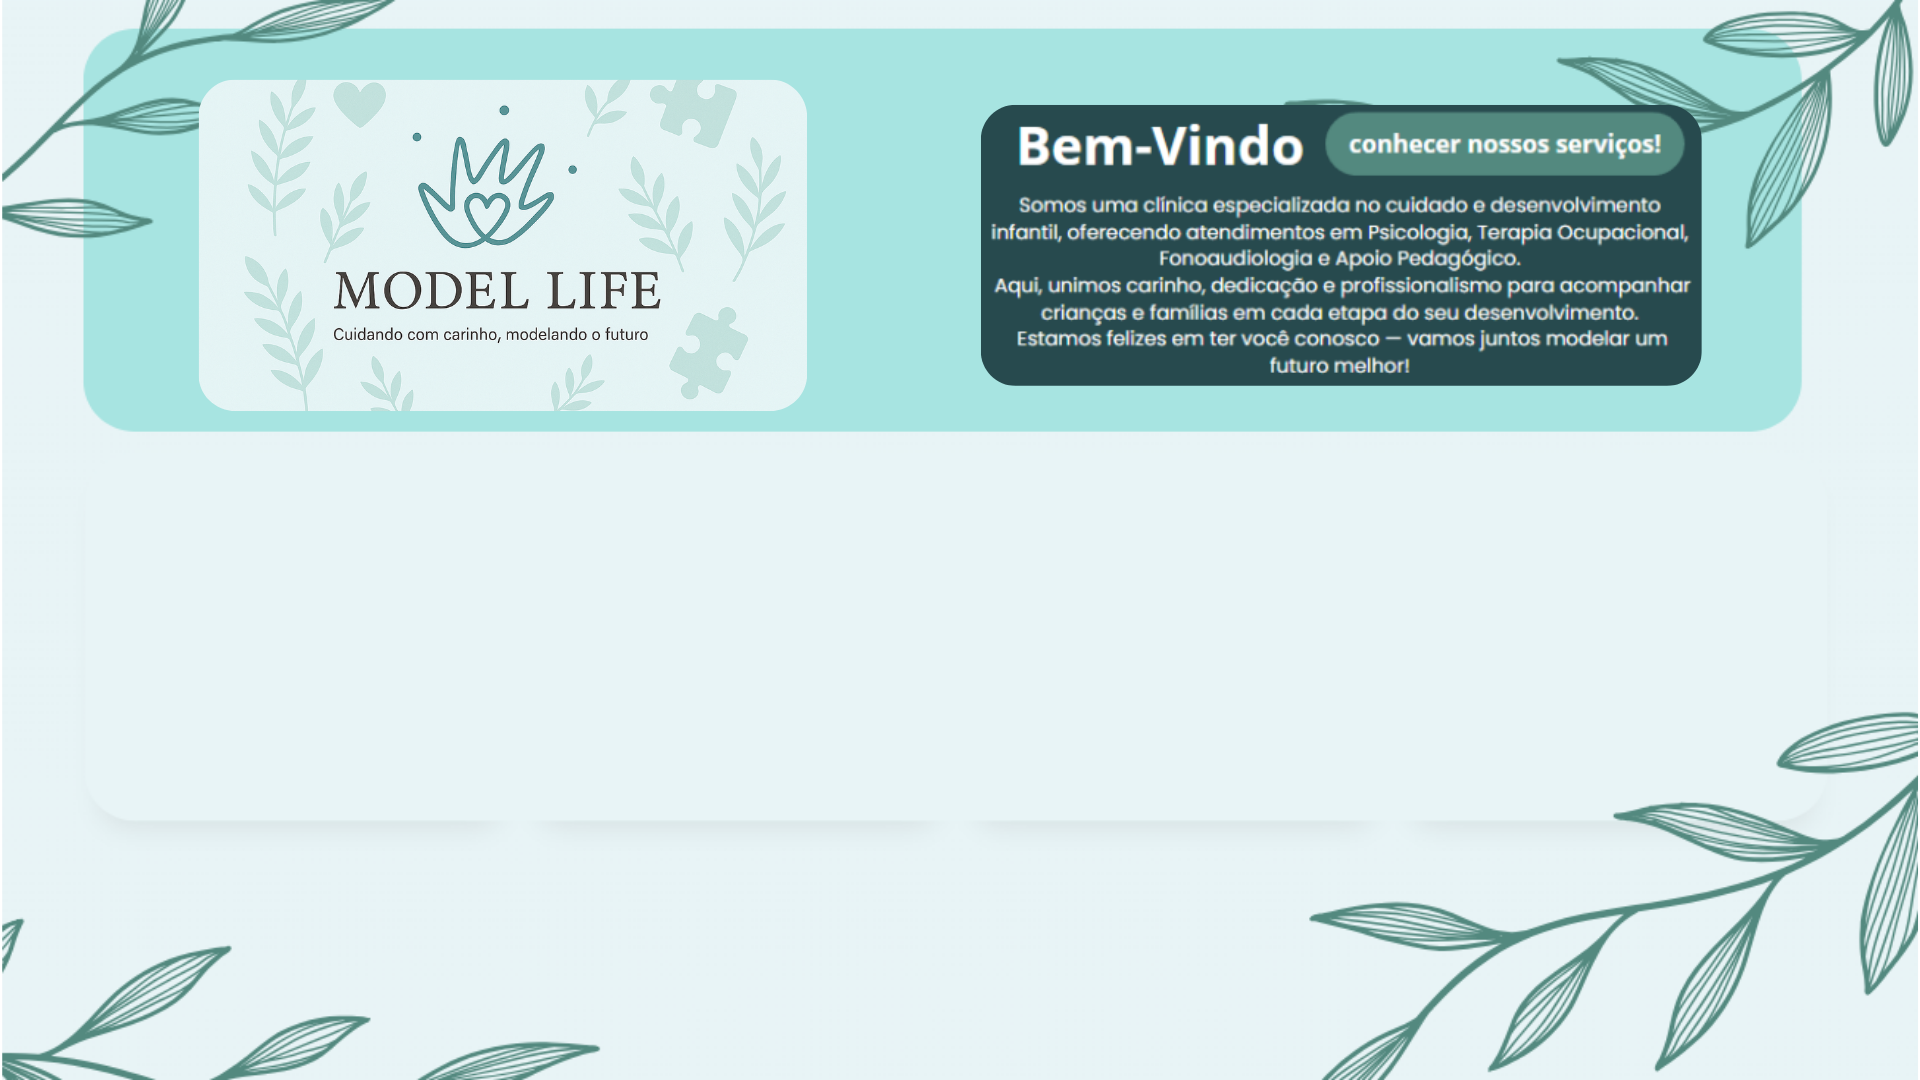 MODEL LIFE
Cuidando com carinho, modelando o futuro
Bem-Vindo
conhecer nossos serviços!
Somos uma clínica especializada no cuidado e desenvolvimento
infantil, oferecendo atendimentos em Psicologia, Terapia Ocupacional,
Fonoaudiologia e Apoio Pedagógico.
Aqui, unimos carinho, dedicação e profissionalismo para acompanhar
crianças e famílias em cada etapa do seu desenvolvimento.
Estamos felizes em ter você conosco — vamos juntos modelar um
futuro melhor!